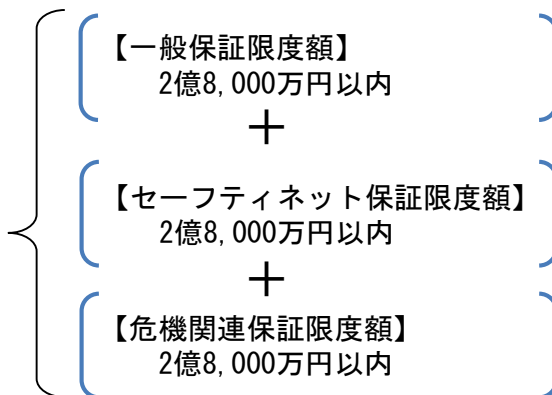 【一般保証限度額】
2億8,000万円以内
＋
【セーフティネット保証限度額】
2億8,000万円以内
＋
【危機関連保証限度額】
2億8,000万円以内